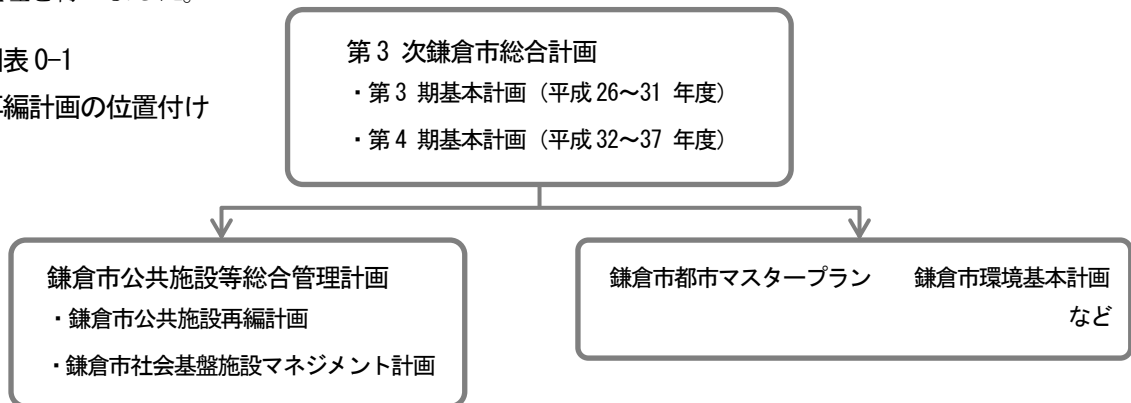 図表 0-1
再編計画の位置付け
第3 次鎌倉市総合計画
・第3 期基本計画（平成26～31 年度）
・第4 期基本計画（平成32～37 年度）
鎌倉市公共施設等総合管理計画
・鎌倉市公共施設再編計画
・鎌倉市社会基盤施設マネジメント計画
鎌倉市都市マスタープラン　　鎌倉市環境基本計画
など